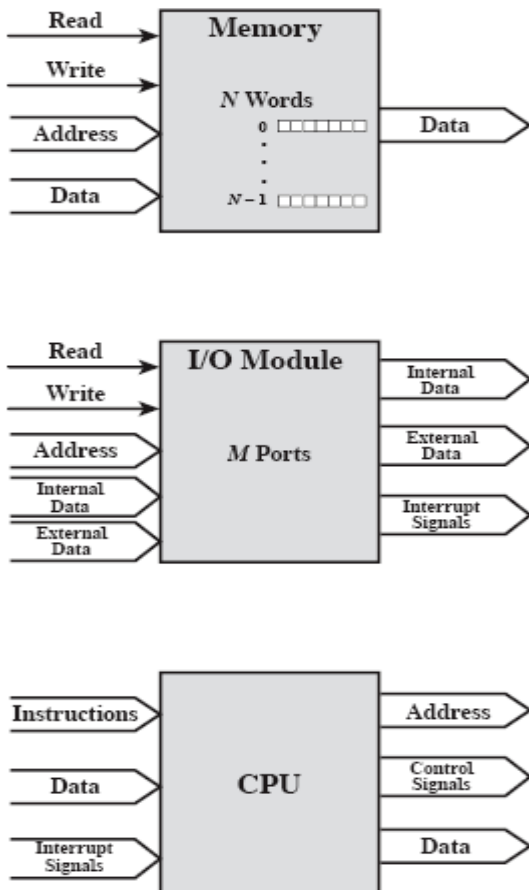 Read
Memory
Write
N Words
0
Address
Data
Data
N – 1
Read
I/O Module
Internal
Data
Write
Address
M Ports
External
Data
Internal
Data
Interrupt
Signals
External
Data
Instructions
Address
Data
CPU
Control
Signals
Interrupt
Signals
Data